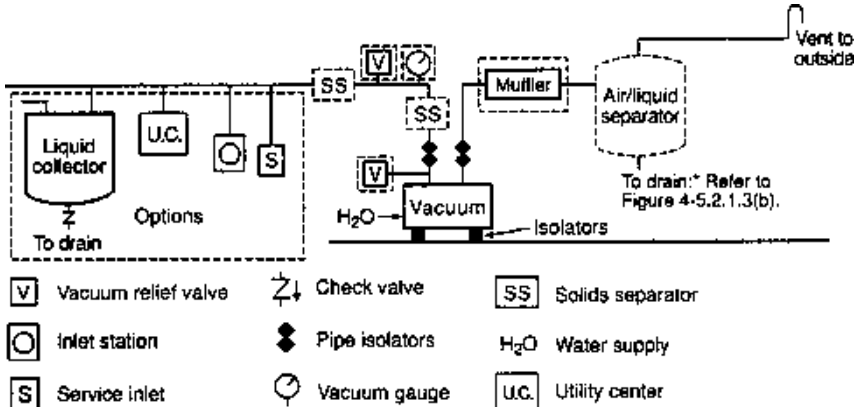 Vent to
outside
V
SS
Muffler
Air/liquid
separator
SS
U.C.
Liquid
collector
S
V
To drain:* Refer to
Figure 4-5.2.1.3(b).
Vacuum
Options
H₂O
Isolators
To drain
V Vacuum relief valve
Check valve
SS Solids separator
Inlet station
Pipe isolators
H₂O Water supply
S Service inlet
Vacuum gauge
U.C. Utility center